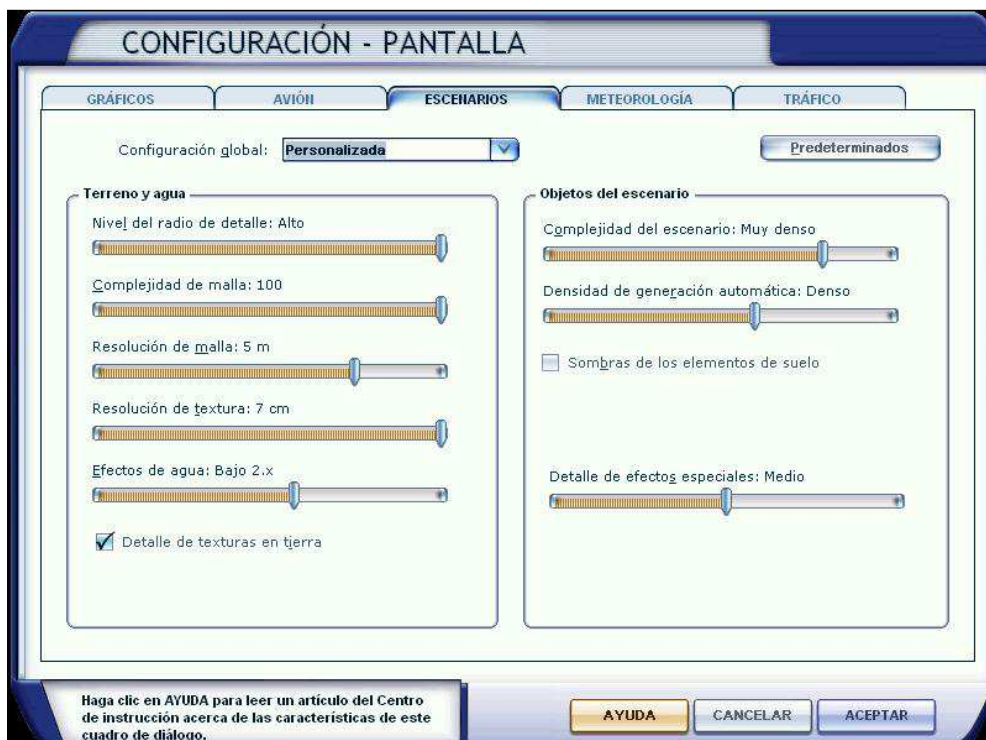 CONFIGURACIÓN - PANTALLA
GRÁFICOS
AVIÓN
ESCENARIOS
METEOROLOGÍA
TRÁFICO
Configuración global: Personalizada
Predeterminados
Terreno y agua
Nivel del radio de detalle: Alto
Complejidad de malla: 100
Resolución de malla: 5 m
Resolución de textura: 7 cm
Efectos de agua: Bajo 2.x
Detalle de texturas en tierra
Objetos del escenario
Complejidad del escenario: Muy denso
Densidad de generación automática: Denso
Sombras de los elementos de suelo
Detalle de efectos especiales: Medio
Haga clic en AYUDA para leer un artículo del Centro
de instrucción acerca de las características de este
cuadro de diálogo.
AYUDA
CANCELAR
ACEPTAR